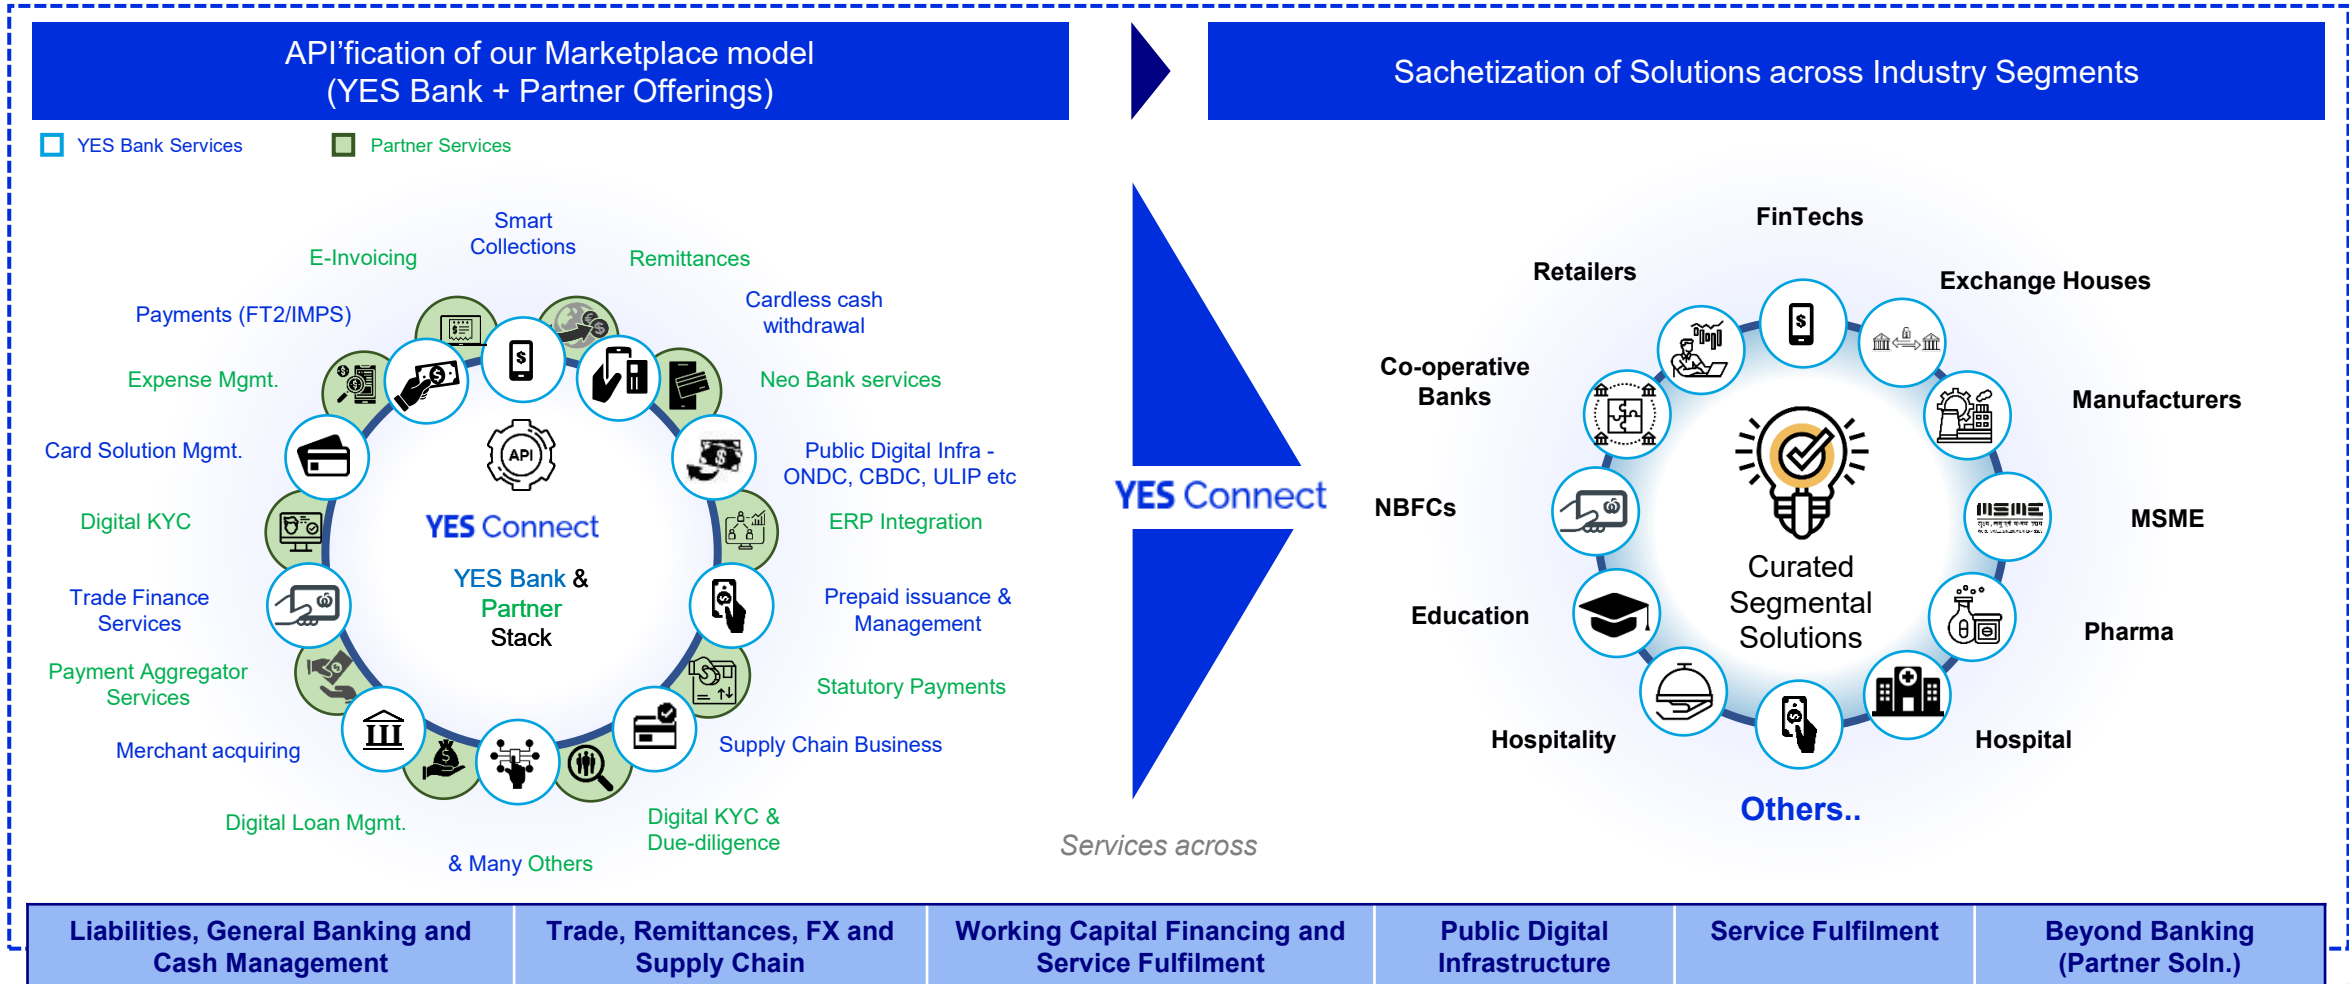 API’fication of our Marketplace model
(YES Bank + Partner Offerings)
Sachetization of Solutions across Industry Segments
YES Bank Services
Partner Services
Smart
Collections
E-Invoicing
Remittances
Payments (FT2/IMPS)
Cardless cash
withdrawal
Expense Mgmt.
Neo Bank services
Card Solution Mgmt.
Public Digital Infra -
ONDC, CBDC, ULIP etc
Digital KYC
ERP Integration
Trade Finance
Services
Prepaid issuance &
Management
Payment Aggregator
Services
Statutory Payments
Merchant acquiring
Supply Chain Business
Digital Loan Mgmt.
Digital KYC &
Due-diligence
& Many Others
API
YES Connect
YES Bank &
Partner
Stack
YES Connect
Services across
FinTechs
Retailers
Exchange Houses
Co-operative
Banks
Manufacturers
NBFCs
MSME
MSME
Education
Pharma
Hospitality
Hospital
Others..
Curated
Segmental
Solutions
Liabilities, General Banking and
Cash Management
Trade, Remittances, FX and
Supply Chain
Working Capital Financing and
Service Fulfilment
Public Digital
Infrastructure
Service Fulfilment
Beyond Banking
(Partner Soln.)